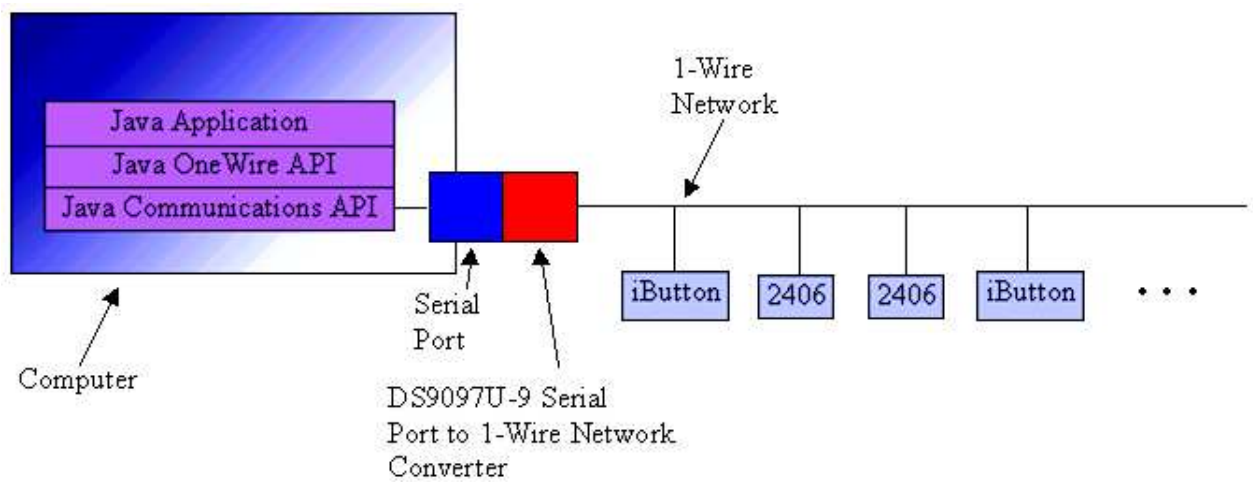 1-Wire
Network
Java Application
Java OneWire API
Java Communications API
iButton
2406
2406
iButton
. . .
Serial
Port
Computer
DS9097U-9 Serial
Port to 1-Wire Network
Converter